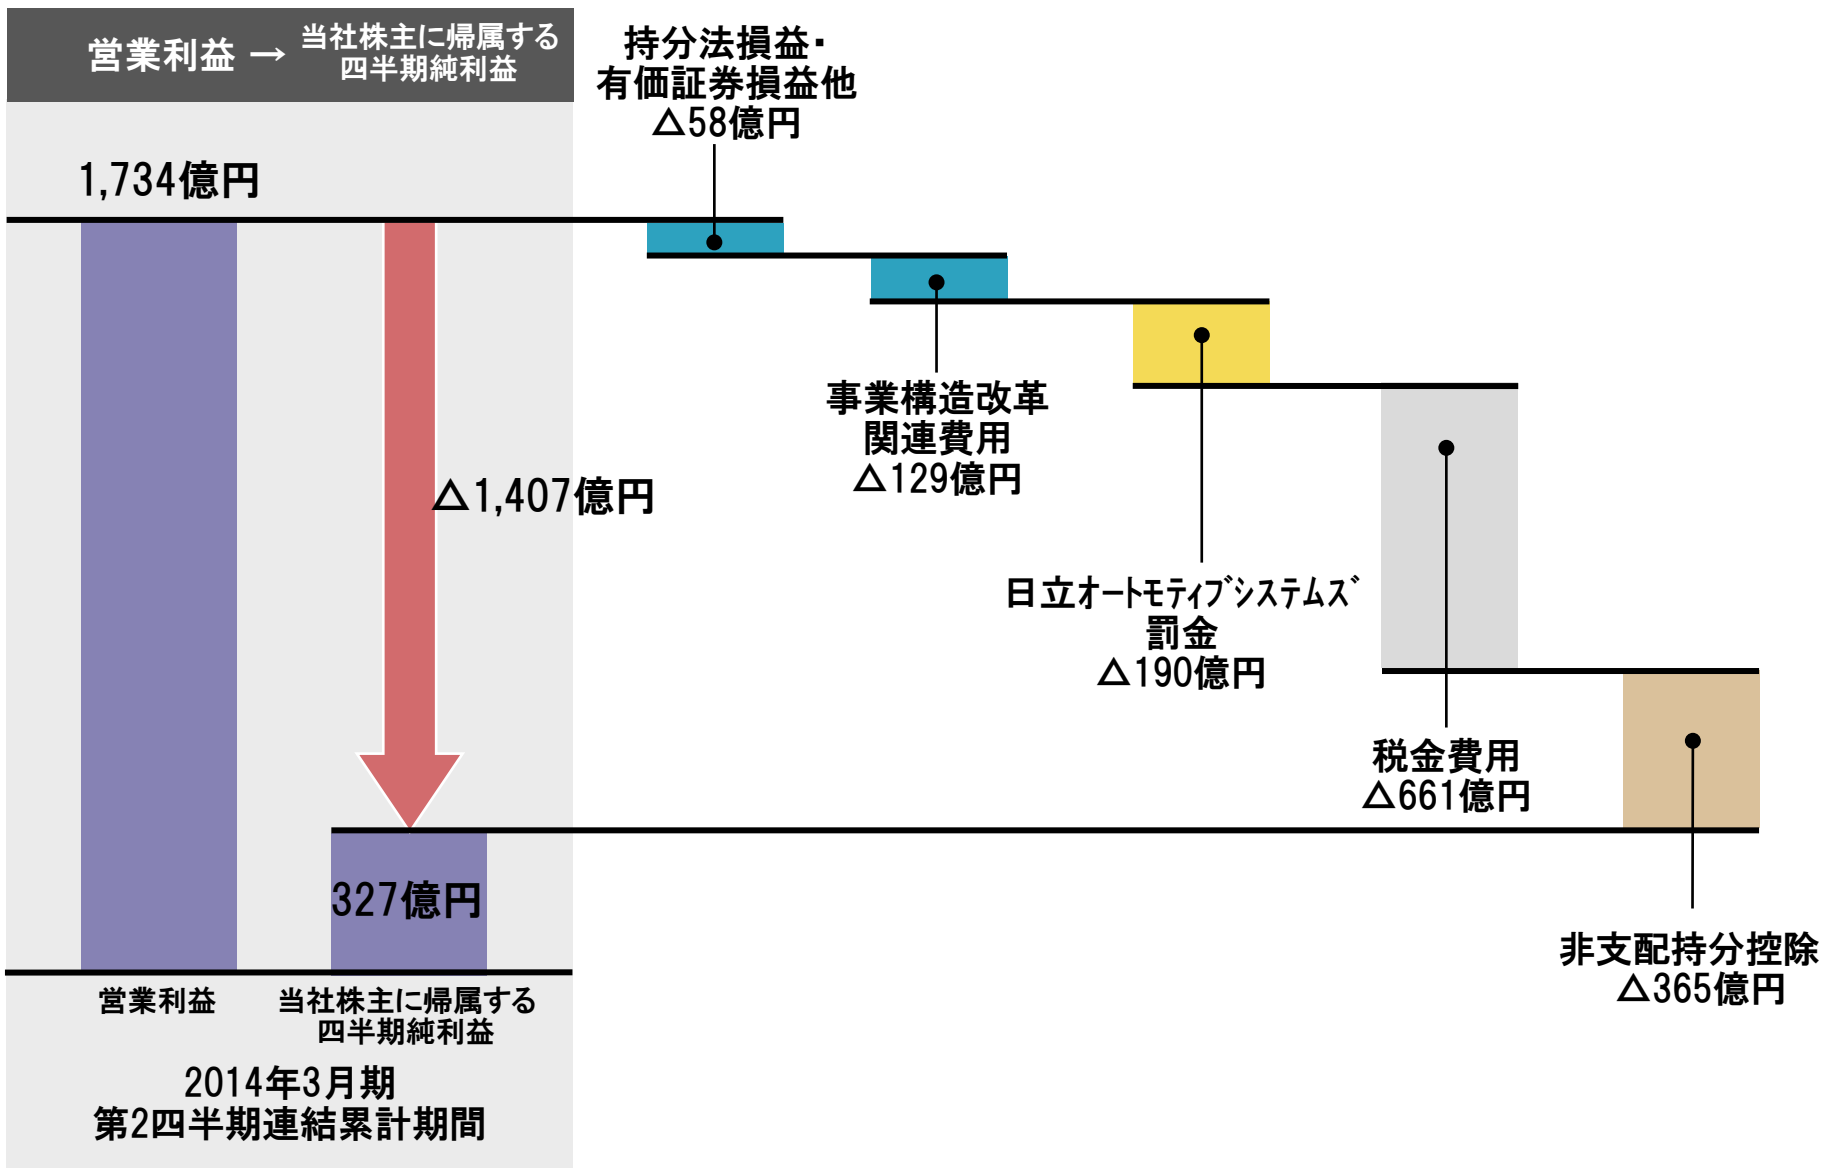 営業利益 → 当社株主に帰属する
四半期純利益
1,734億円
△1,407億円
327億円
営業利益
当社株主に帰属する
四半期純利益
2014年3月期
第2四半期連結累計期間
持分法損益・
有価証券損益他
△58億円
事業構造改革
関連費用
△129億円
日立ｵｰﾄﾓﾃｨﾌﾞｼｽﾃﾑｽﾞ
罰金
△190億円
税金費用
△661億円
非支配持分控除
△365億円